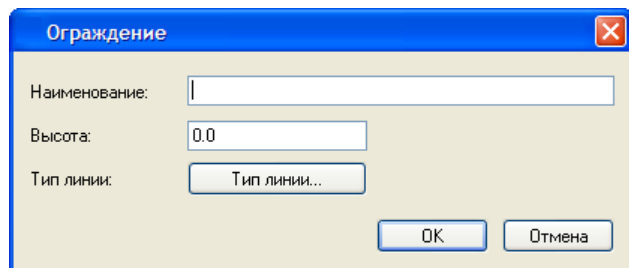 Ограждение
Наименование:
Высота: 0.0
Тип линии: Тип линии...
OK Отмена